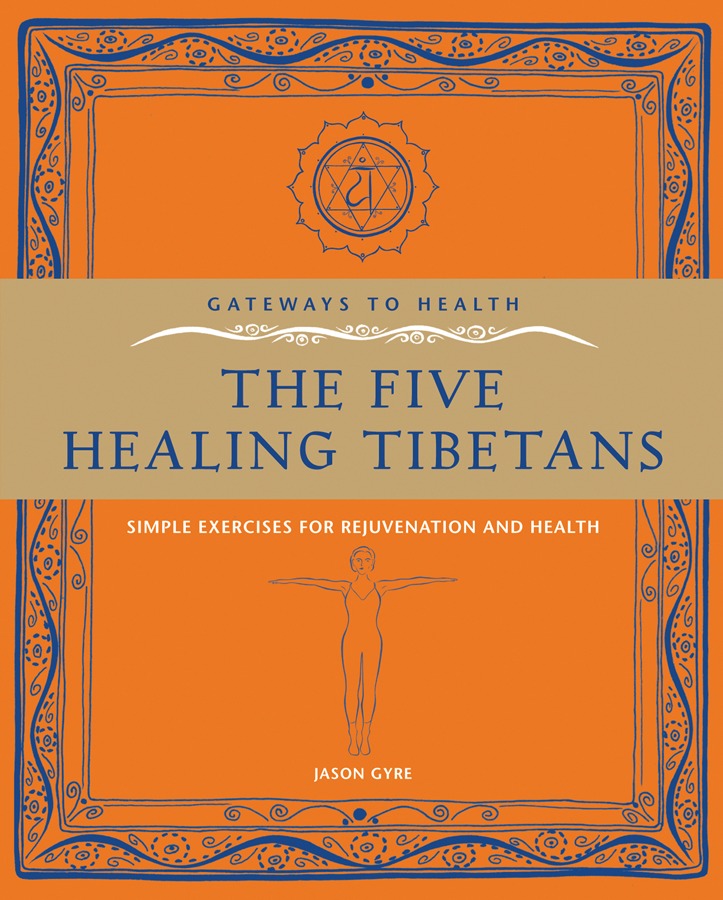 यं
GATEWAYS TO HEALTH
THE FIVE
HEALING TIBETANS
SIMPLE EXERCISES FOR REJUVENATION AND HEALTH
JASON GYRE